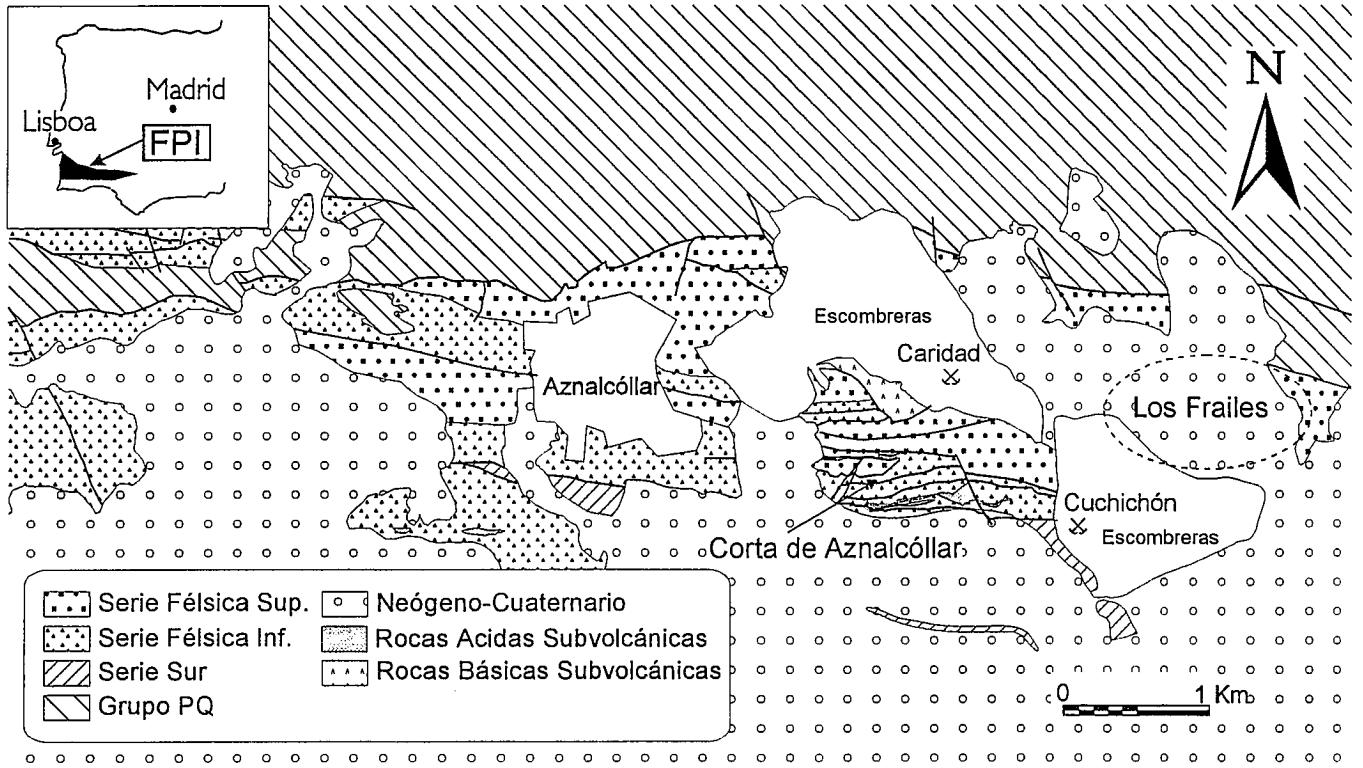 Madrid
Lisboa
FPI
N
Escombreras
Caridad
Aznalcóllar
Los Frailes
Cuchichón
Escombreras
Corta de Aznalcóllar
Serie Félsica Sup.
Serie Félsica Inf.
Serie Sur
Grupo PQ
Neógeno-Cuaternario
Rocas Acidas Subvolcánicas
Rocas Básicas Subvolcánicas
0 1 Km